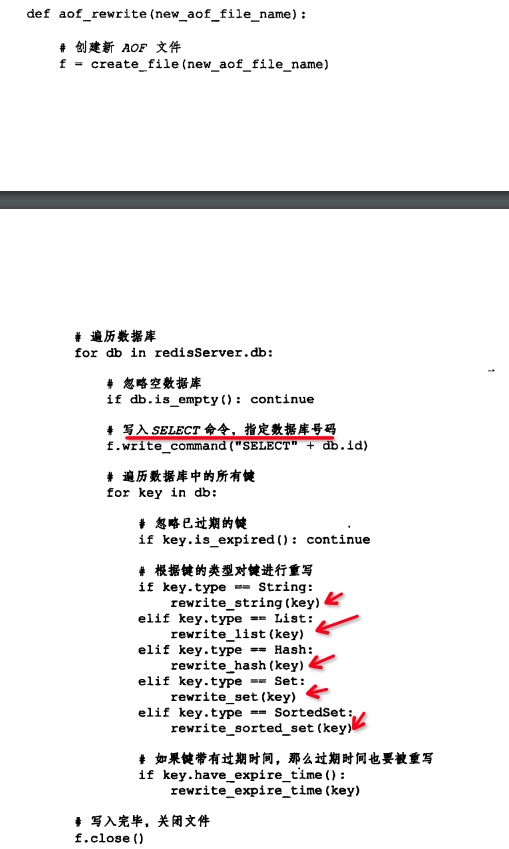 def aof_rewrite(new_aof_file_name):
# 创建新 AOF 文件
f = create_file(new_aof_file_name)
# 遍历数据库
for db in redisServer.db:
# 忽略空数据库
if db.is_empty(): continue
# 写入SELECT命令，指定数据库号码
f.write_command("SELECT" + db.id)
# 遍历数据库中的所有键
for key in db:
# 忽略已过期的键
if key.is_expired(): continue
# 根据键的类型对键进行重写
if key.type == String:
rewrite_string(key)
elif key.type == List:
rewrite_list(key)
elif key.type == Hash:
rewrite_hash(key)
elif key.type == Set:
rewrite_set(key)
elif key.type == SortedSet:
rewrite_sorted_set(key)
# 如果键带有过期时间，那么过期时间也要被重写
if key.have_expire_time():
rewrite_expire_time(key)
# 写入完毕，关闭文件
f.close()